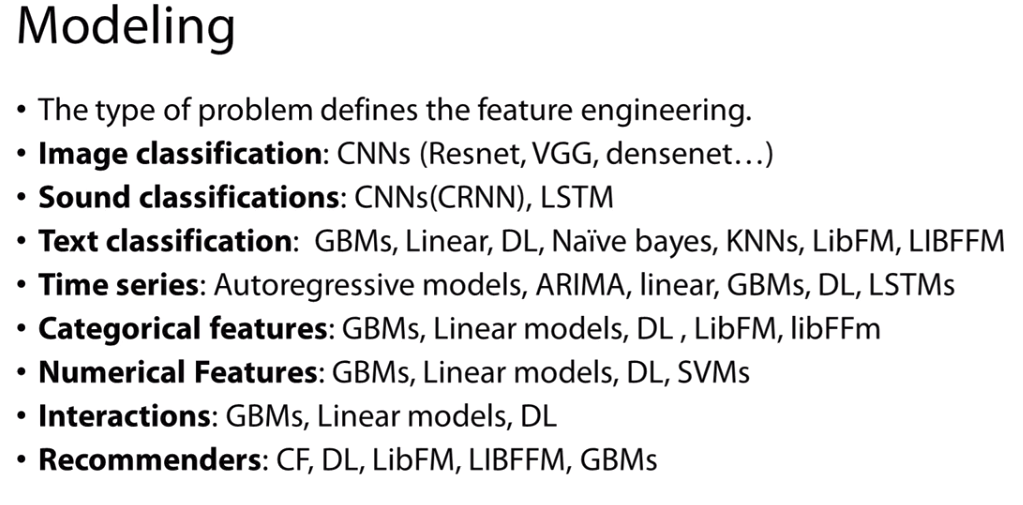 Modeling
• The type of problem defines the feature engineering.
• Image classification: CNNs (Resnet, VGG, densenet…)
• Sound classifications: CNNs(CRNN), LSTM
• Text classification:  GBMs, Linear, DL, Naïve bayes, KNNs, LibFM, LIBFFM
• Time series: Autoregressive models, ARIMA, linear, GBMs, DL, LSTMs
• Categorical features: GBMs, Linear models, DL , LibFM, libFFm
• Numerical Features: GBMs, Linear models, DL, SVMs
• Interactions: GBMs, Linear models, DL
• Recommenders: CF, DL, LibFM, LIBFFM, GBMs